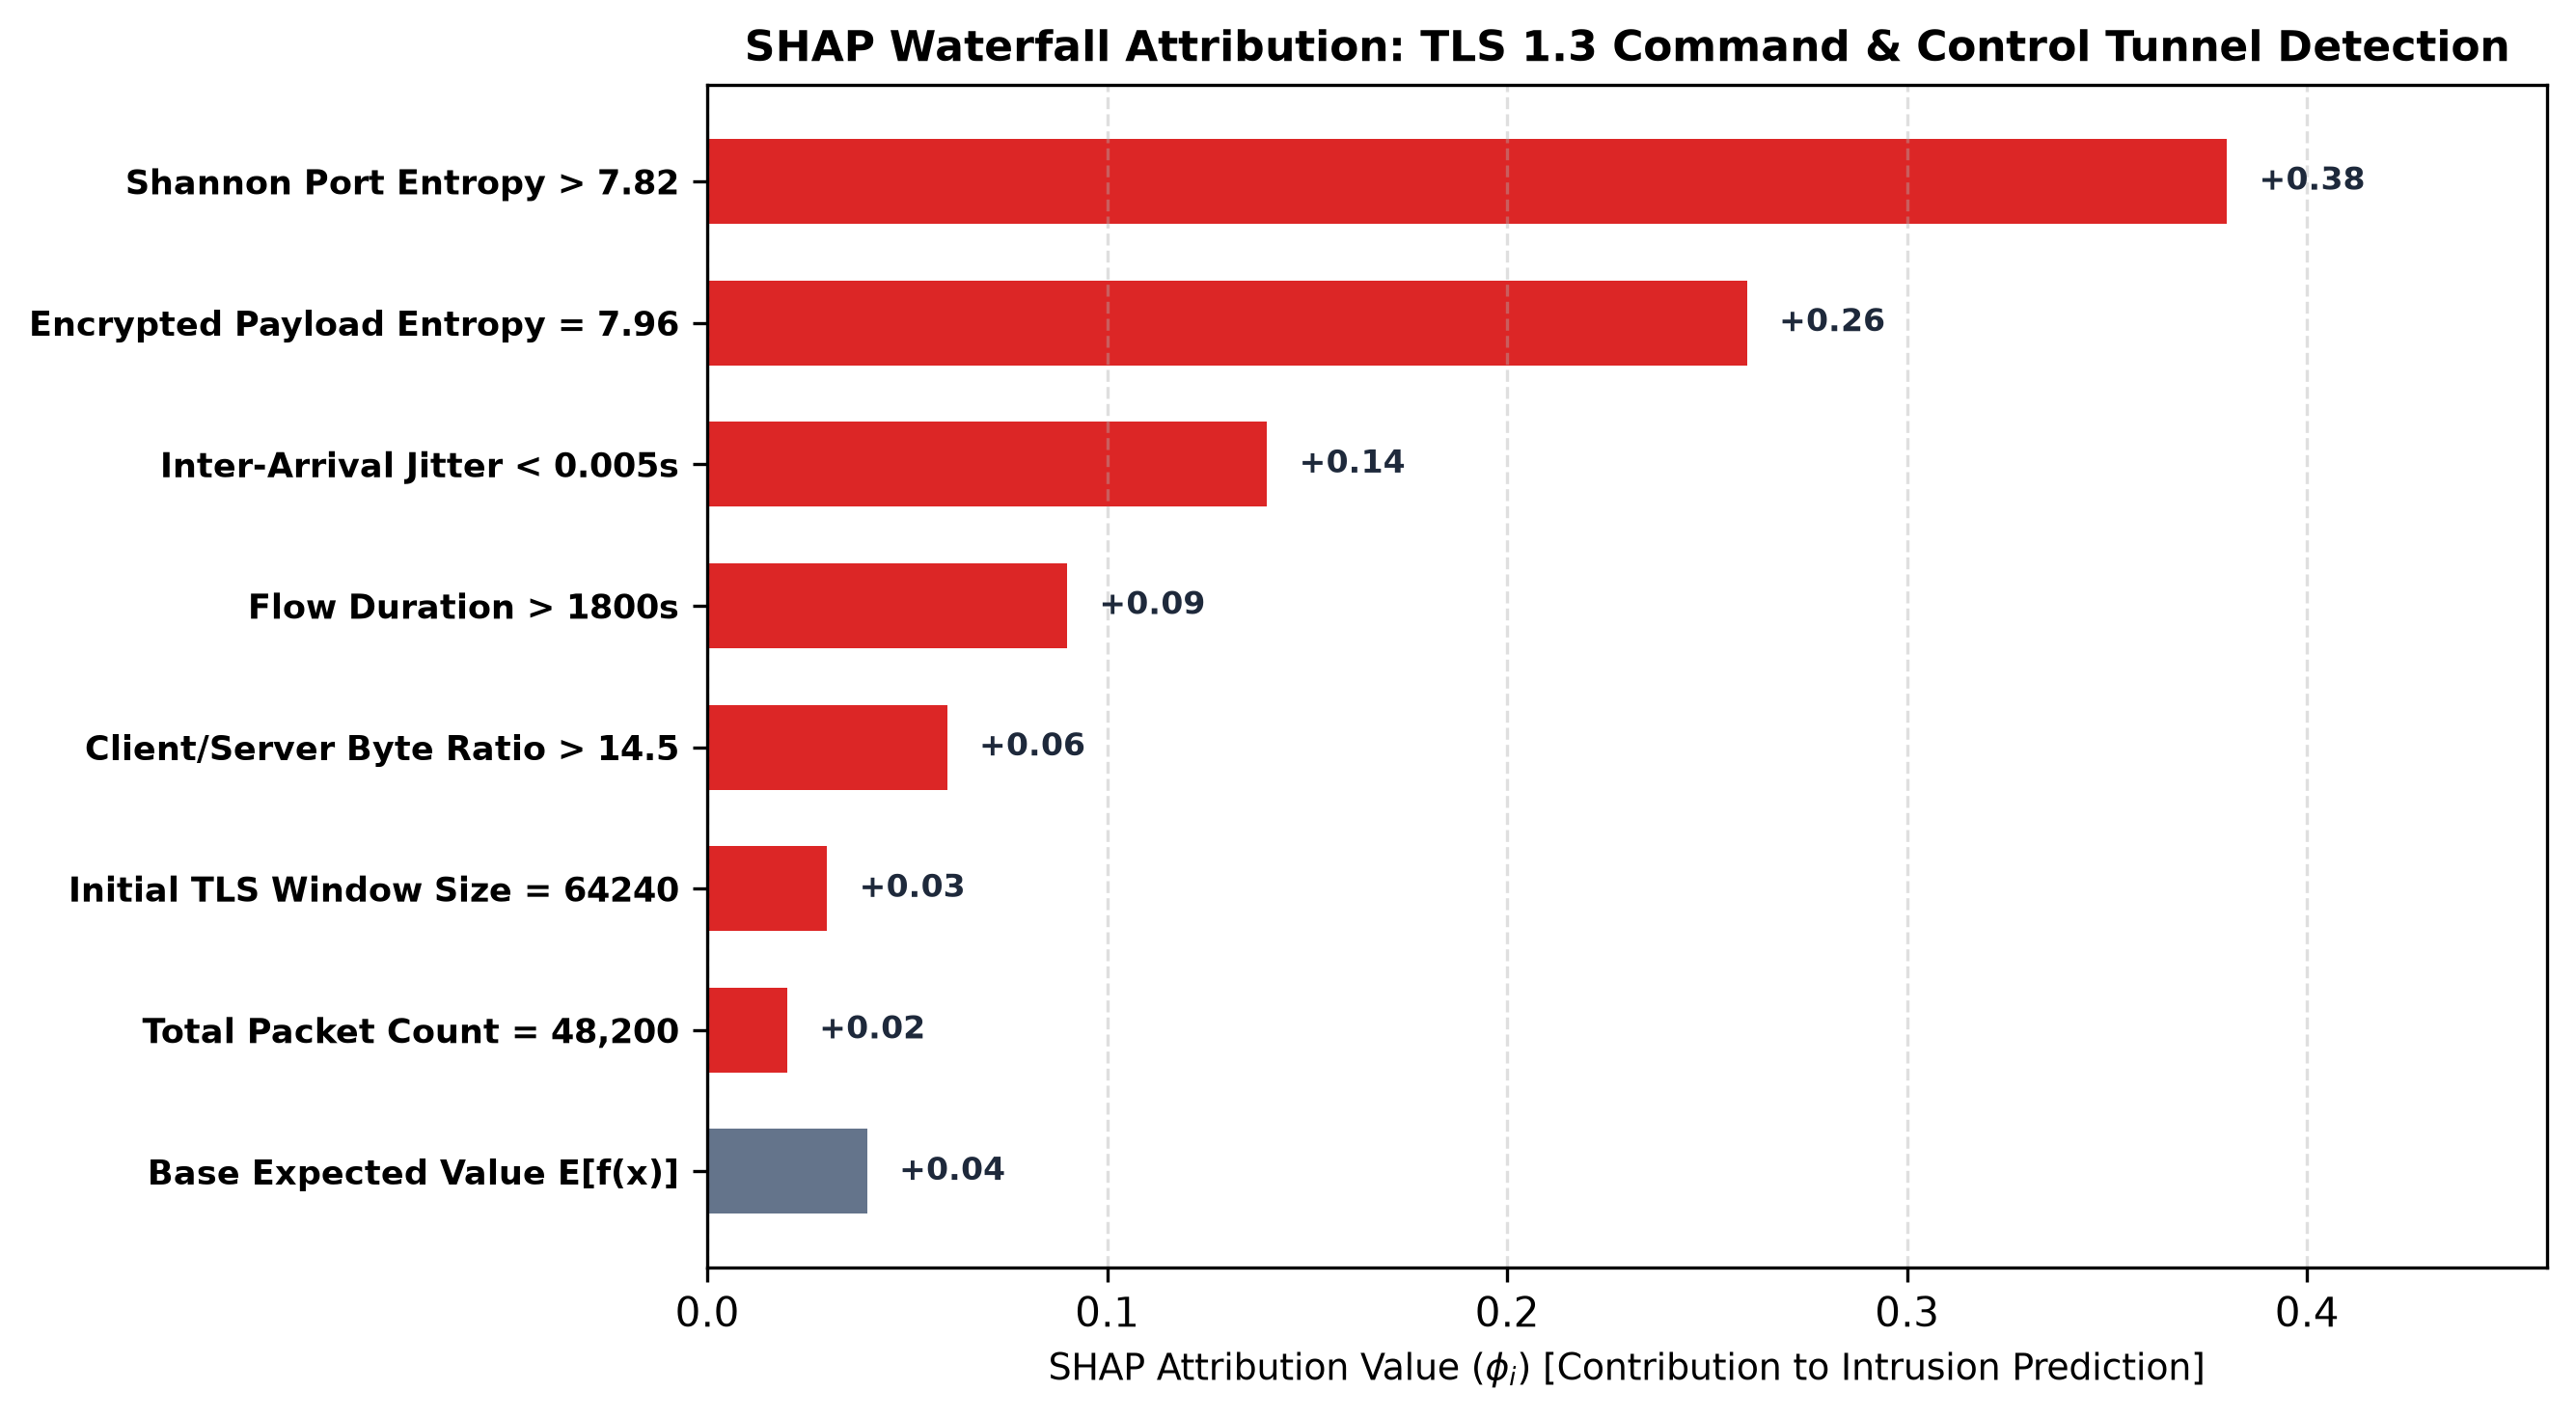 SHAP Waterfall Attribution: TLS 1.3 Command & Control Tunnel Detection
Shannon Port Entropy > 7.82
+0.38
Encrypted Payload Entropy = 7.96
+0.26
Inter-Arrival Jitter < 0.005s
+0.14
Flow Duration > 1800s
+0.09
Client/Server Byte Ratio > 14.5
+0.06
Initial TLS Window Size = 64240
+0.03
Total Packet Count = 48,200
+0.02
Base Expected Value E[f(x)]
+0.04
0.0 0.1 0.2 0.3 0.4
SHAP Attribution Value (ϕᵢ) [Contribution to Intrusion Prediction]